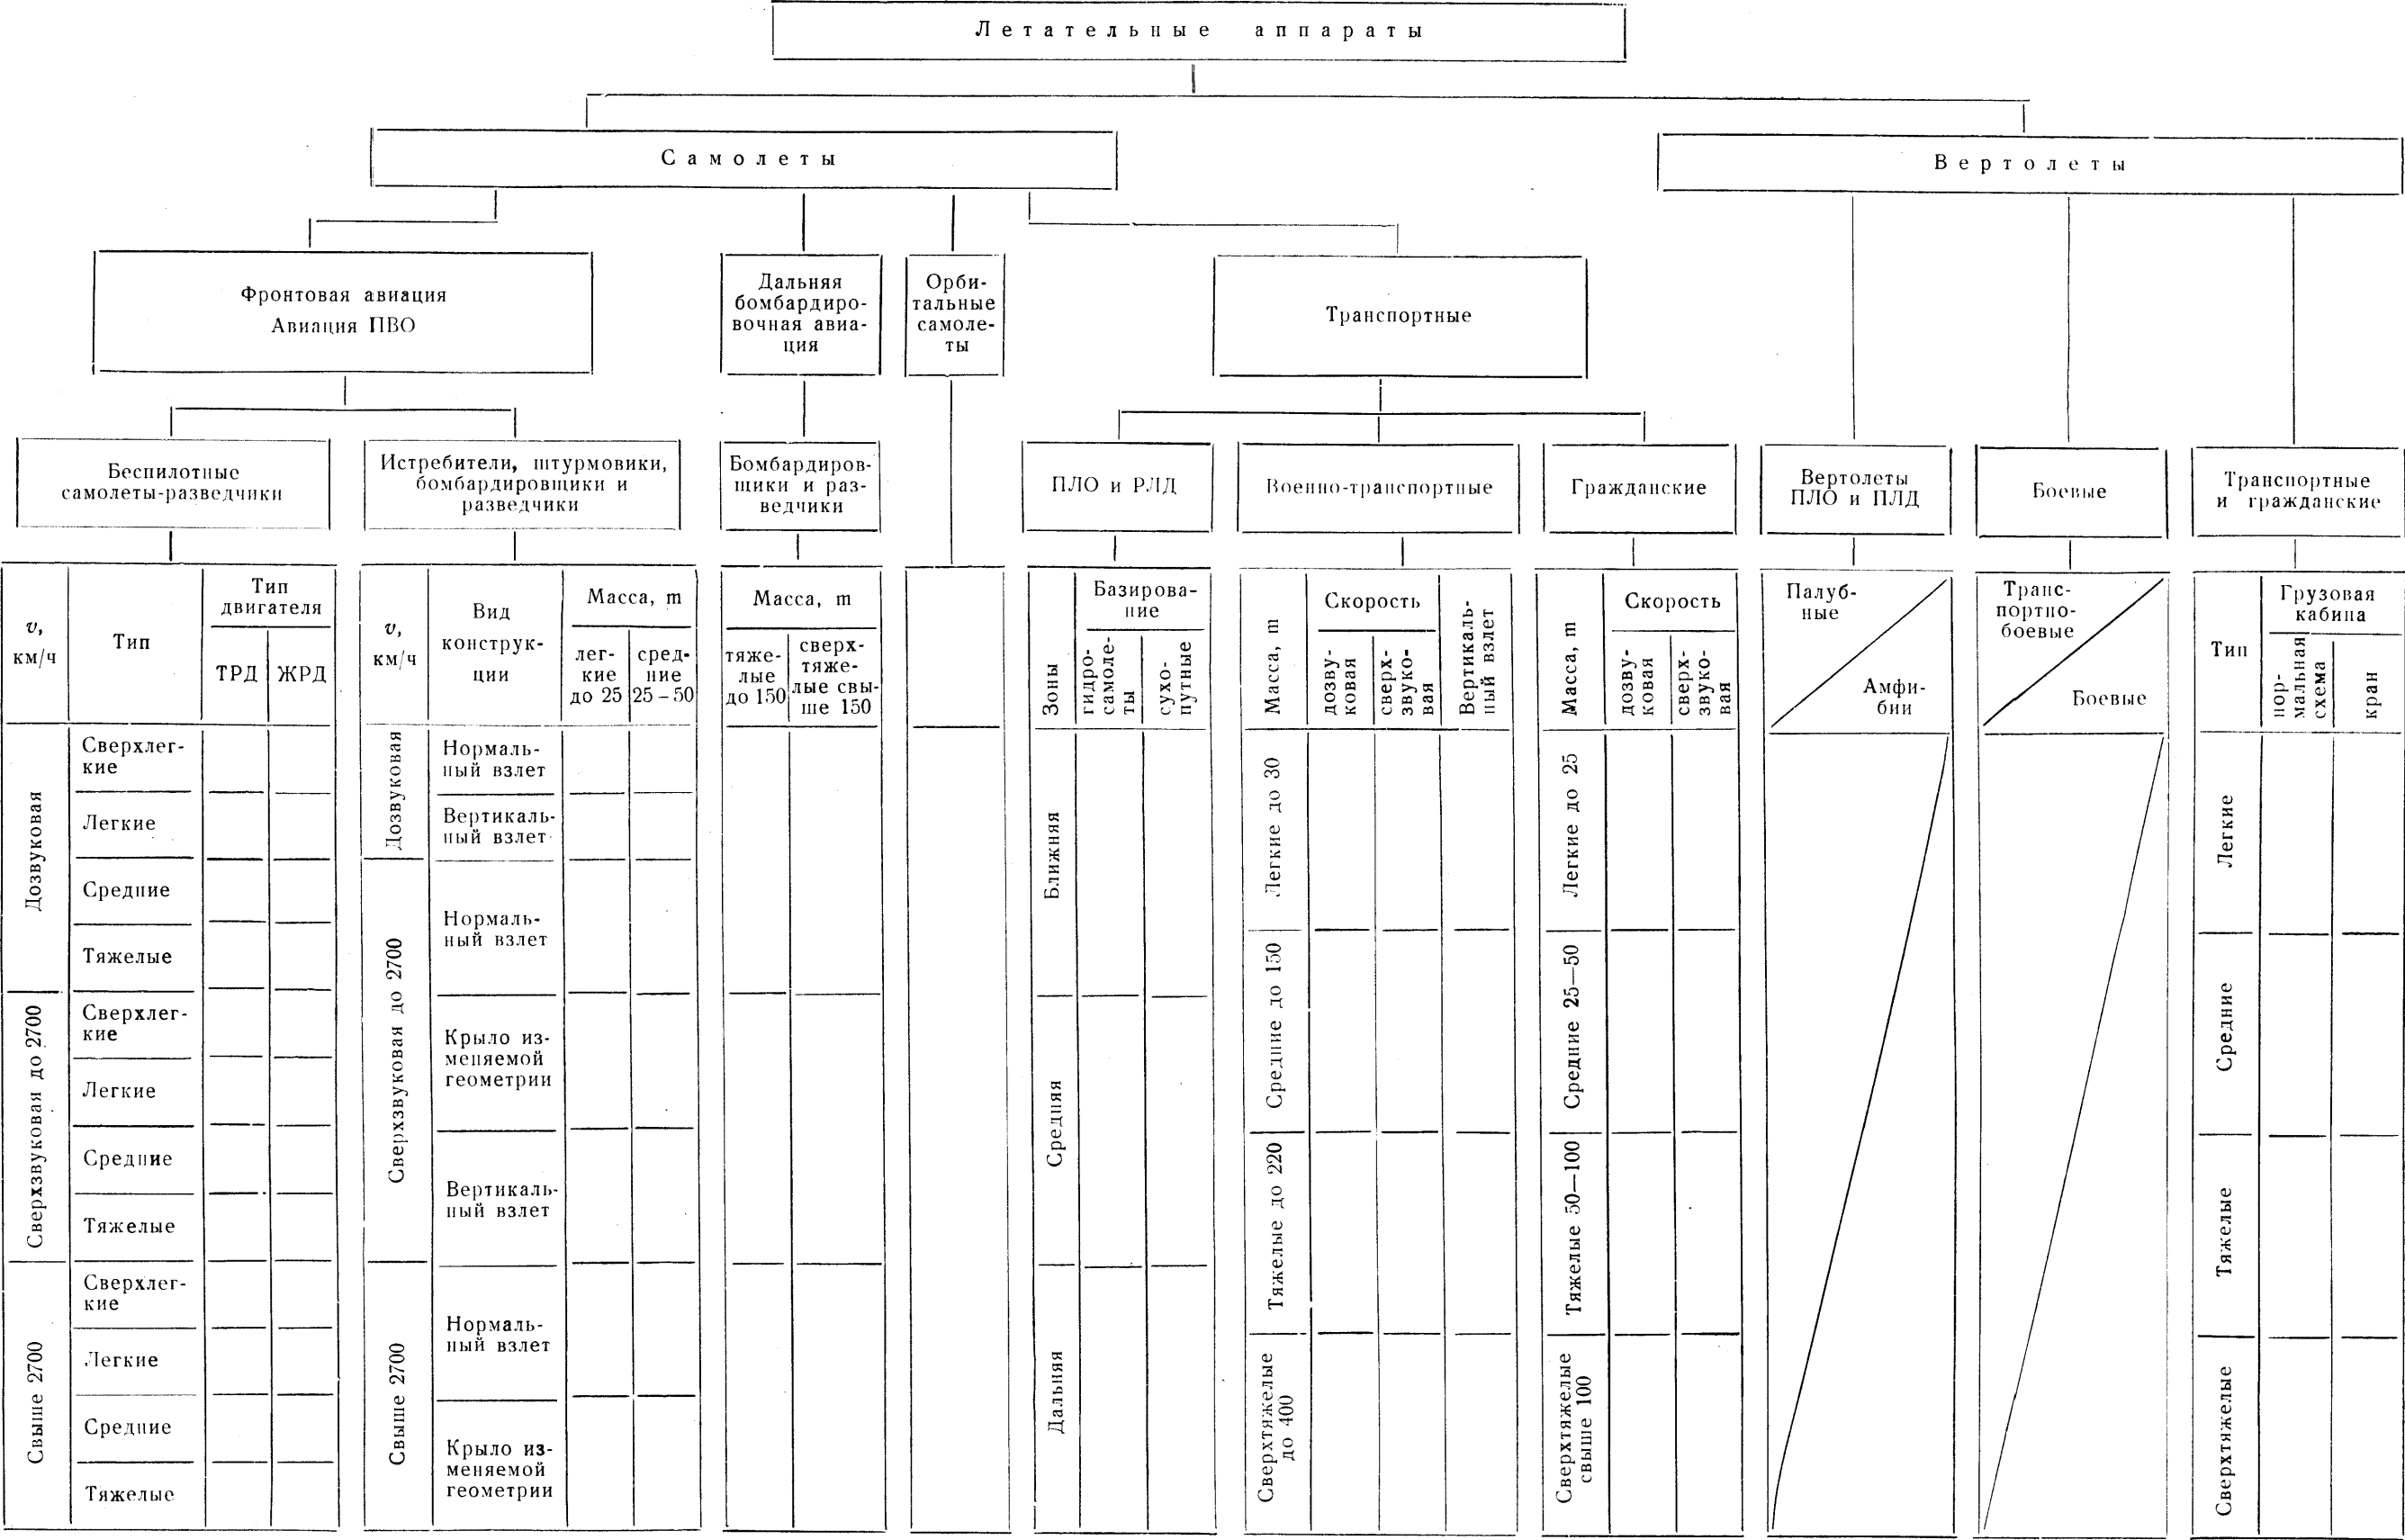 Летательные аппараты
Самолеты
Вертолеты
Фронтовая авиация
Авиация ПВО
Дальняя
бомбардиро-
вочная авиа-
ция
Орби-
тальные
самоле-
ты
Транспортные
Беспилотные
самолеты-разведчики
Истребители, штурмовики,
бомбардировщики и
разведчики
Бомбардиров-
щики и раз-
ведчики
ПЛО и РЛД
Военно-транспортные
Гражданские
Вертолеты
ПЛО и ПЛД
Боевые
Транспортные
и гражданские
v,
км/ч
Тип
Тип
двигателя
ТРД
ЖРД
Дозвуковая
Сверхлег-
кие
Легкие
Средние
Тяжелые
Сверхзвуковая до 2700
Сверхлег-
кие
Легкие
Средние
Тяжелые
Свыше 2700
Сверхлег-
кие
Легкие
Средние
Тяжелые
v,
км/ч
Вид
конструк-
ции
Масса, т
лег-
кие
до 25
сред-
ние
25–50
Дозвуковая
Нормаль-
ный взлет
Вертикаль-
ный взлет
Сверхзвуковая до 2700
Нормаль-
ный взлет
Крыло из-
меняемой
геометрии
Вертикаль-
ный взлет
Свыше 2700
Нормаль-
ный взлет
Крыло из-
меняемой
геометрии
Масса, т
тяже-
лые
до 150
сверх-
тяже-
лые свы-
ше 150
Зоны
Базирова-
ние
гидро-
самоле-
ты
сухо-
путные
Ближняя
Средняя
Дальняя
Масса, т
Скорость
дозву-
ковая
сверх-
звуко-
вая
Вертикаль-
ный взлет
Легкие до 30
Средние до 150
Тяжелые до 220
Сверхтяжелые
до 400
Масса, т
Скорость
дозву-
ковая
сверх-
звуко-
вая
Легкие до 25
Средние 25—50
Тяжелые 50—100
Сверхтяжелые
свыше 100
Палуб-
ные
Амфи-
бии
Транс-
портно-
боевые
Боевые
Тип
Грузовая
кабина
нор-
мальная
схема
кран
Легкие
Средние
Тяжелые
Сверхтяжелые